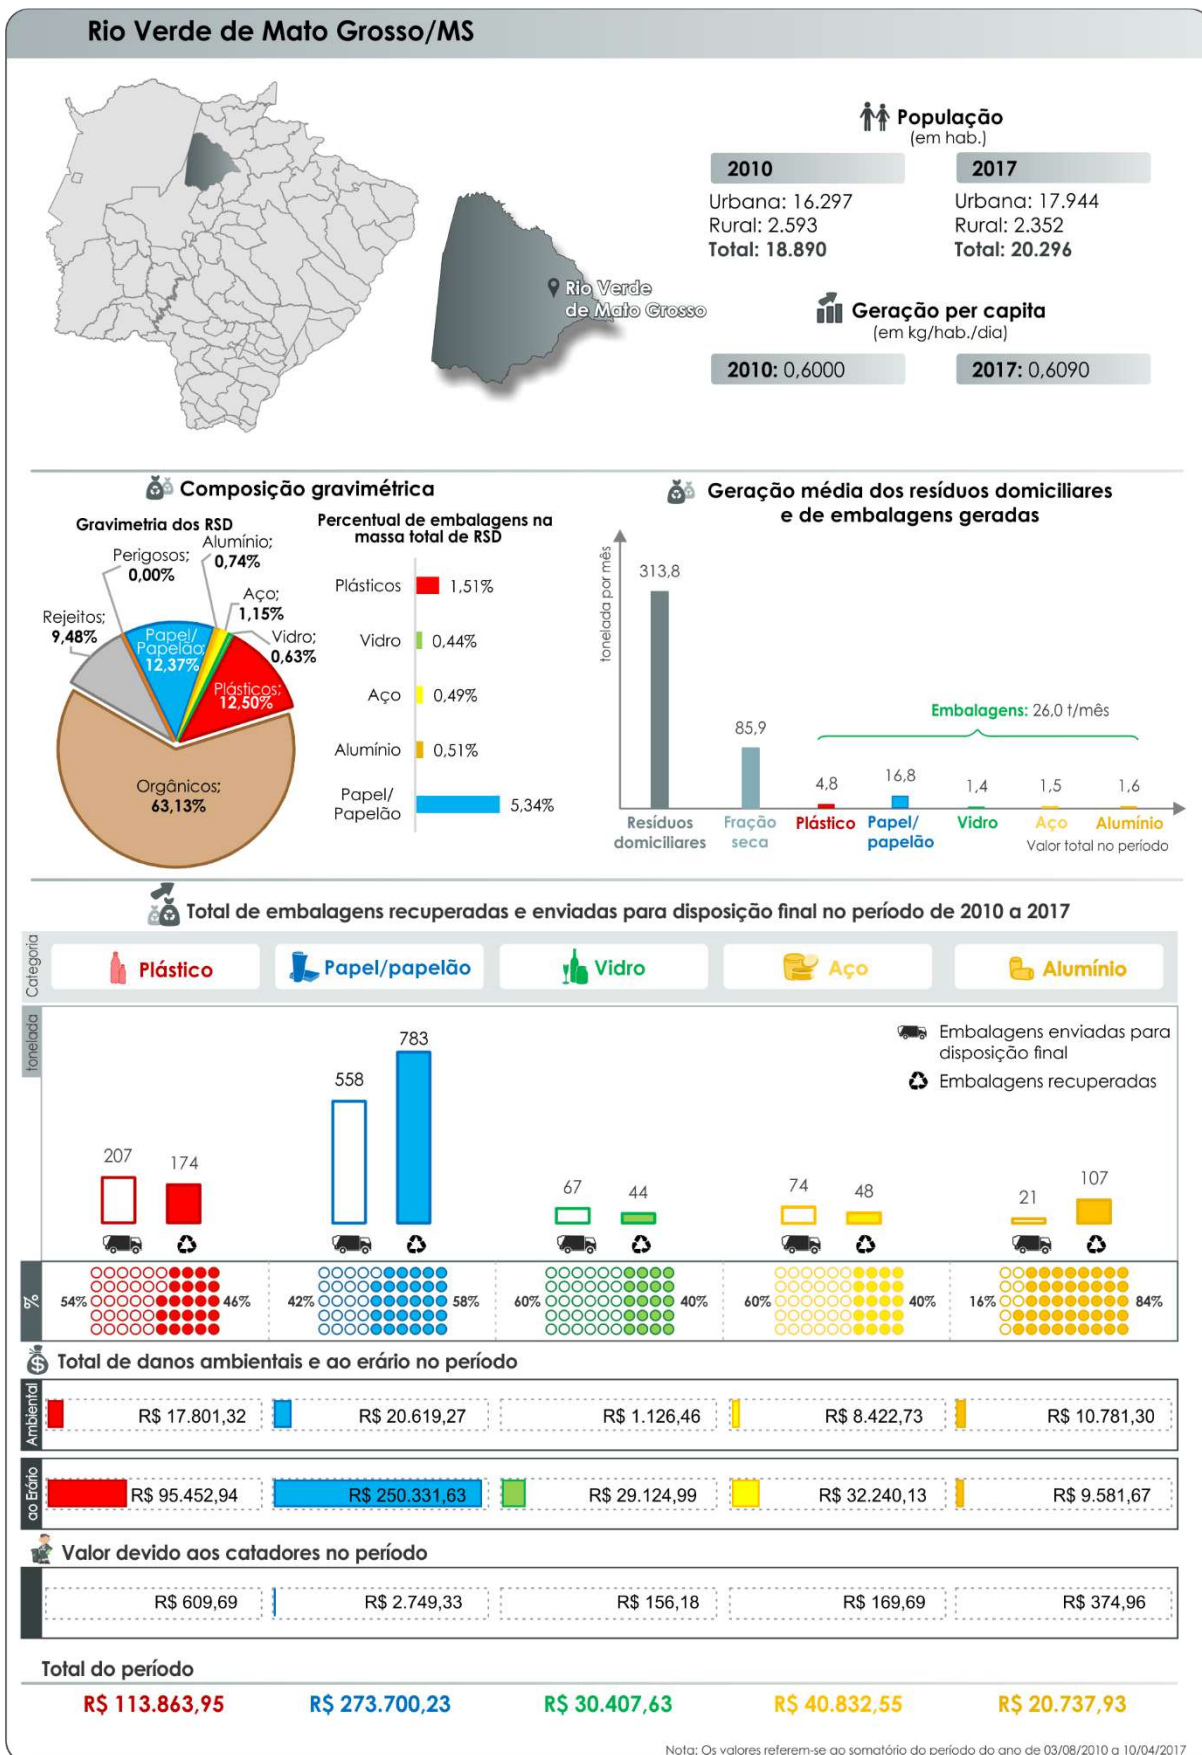 Rio Verde de Mato Grosso/MS
População
(em hab.)
2010
2017
Urbana: 16.297
Rural: 2.593
Total: 18.890
Urbana: 17.944
Rural: 2.352
Total: 20.296
Rio Verde
de Mato Grosso
Geração per capita
(em kg/hab./dia)
2010: 0,6000
2017: 0,6090
Composição gravimétrica
Gravimetria dos RSD
Perigosos;
0,00%
Alumínio;
0,74%
Aço;
1,15%
Vidro;
0,63%
Rejeitos;
9,48%
Papel/
Papelão;
12,37%
Plásticos;
12,50%
Orgânicos;
63,13%
Percentual de embalagens na
massa total de RSD
Plásticos
1,51%
Vidro
0,44%
Aço
0,49%
Alumínio
0,51%
Papel/
Papelão
5,34%
Geração média dos resíduos domiciliares
e de embalagens geradas
tonelada por mês
313,8
85,9
Embalagens: 26,0 t/mês
4,8
16,8
1,4
1,5
1,6
Resíduos
domiciliares
Fração
seca
Plástico
Papel/
papelão
Vidro
Aço
Alumínio
Valor total no período
Total de embalagens recuperadas e enviadas para disposição final no período de 2010 a 2017
Categoria
Plástico
Papel/papelão
Vidro
Aço
Alumínio
tonelada
Embalagens enviadas para
disposição final
Embalagens recuperadas
207
174
558
783
67
44
74
48
21
107
%
54%
46%
42%
58%
60%
40%
60%
40%
16%
84%
Total de danos ambientais e ao erário no período
Ambiental
R$ 17.801,32
R$ 20.619,27
R$ 1.126,46
R$ 8.422,73
R$ 10.781,30
ao Erário
R$ 95.452,94
R$ 250.331,63
R$ 29.124,99
R$ 32.240,13
R$ 9.581,67
Valor devido aos catadores no período
R$ 609,69
R$ 2.749,33
R$ 156,18
R$ 169,69
R$ 374,96
Total do período
R$ 113.863,95
R$ 273.700,23
R$ 30.407,63
R$ 40.832,55
R$ 20.737,93
Nota: Os valores referem-se ao somatório do período do ano de 03/08/2010 a 10/04/2017